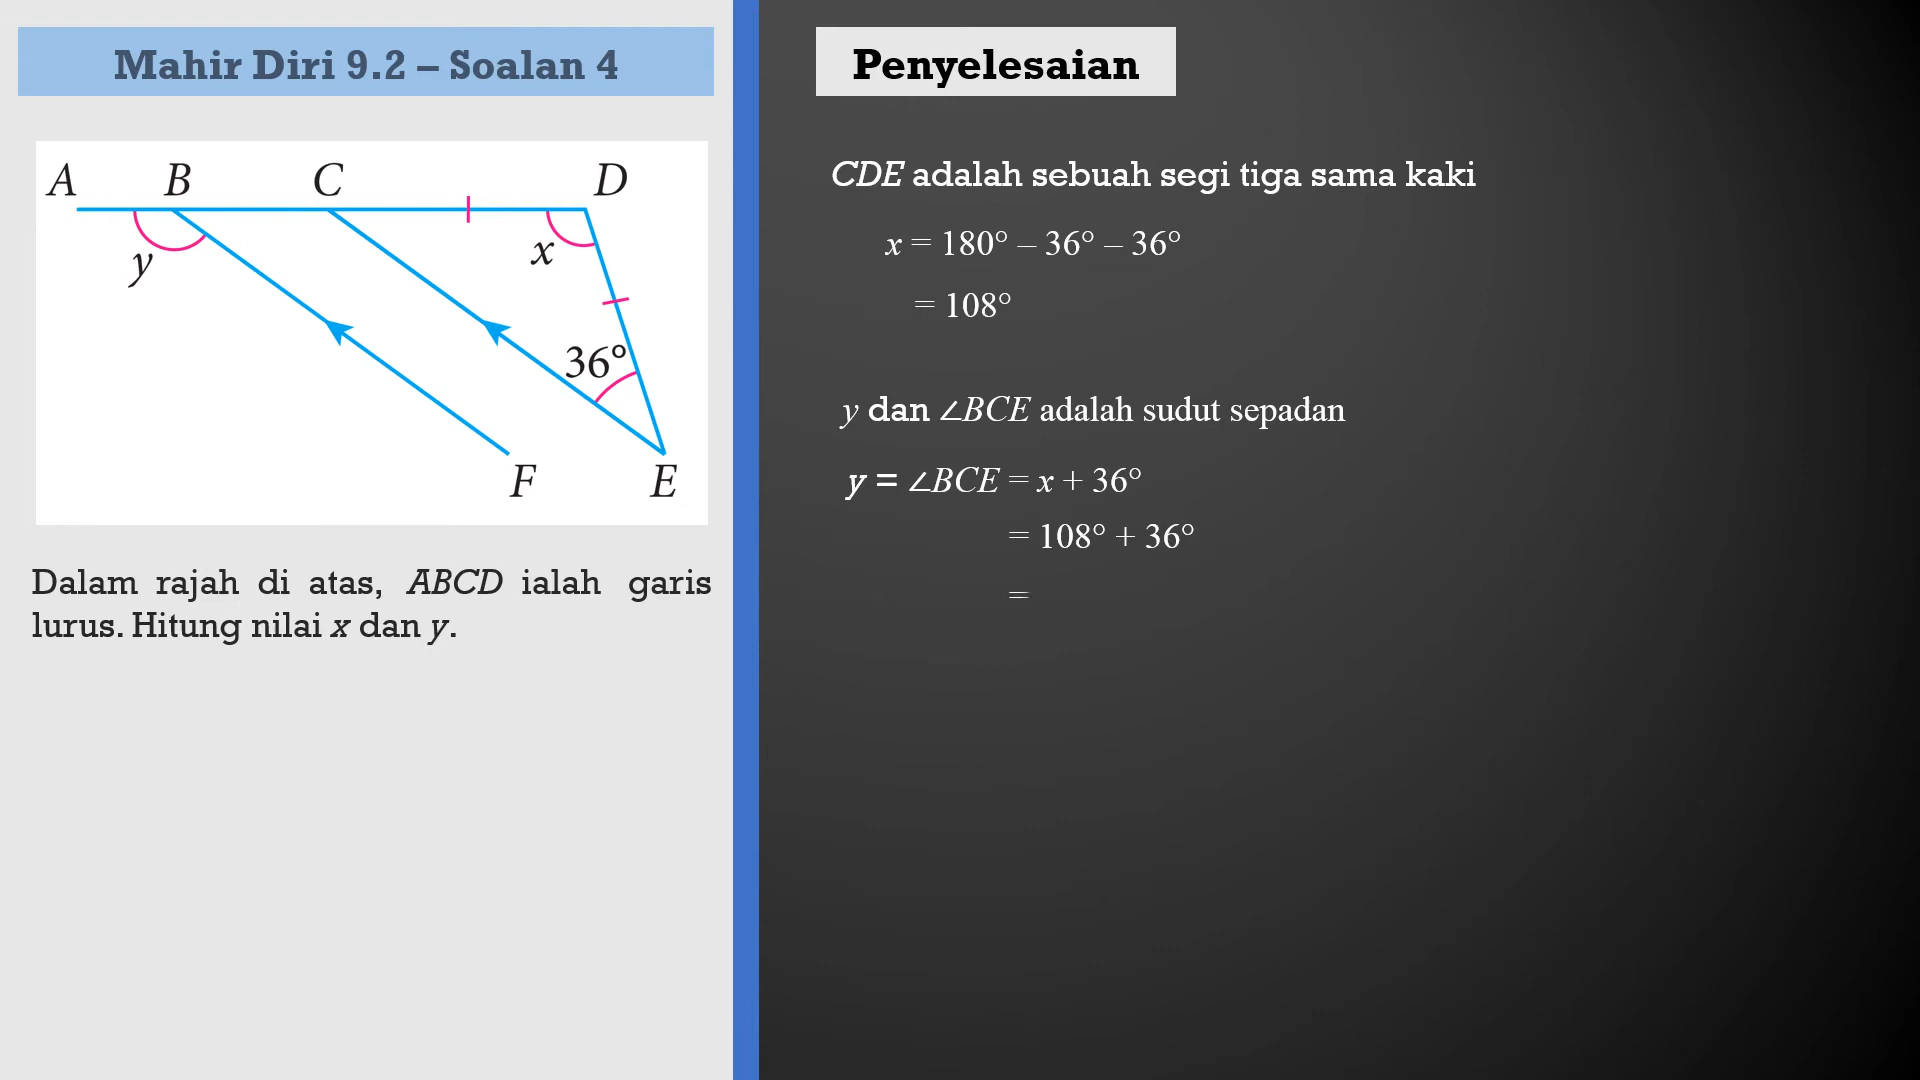 Mahir Diri 9.2 – Soalan 4
A B C D
x
y
36°
F E
Dalam rajah di atas, ABCD ialah garis
lurus. Hitung nilai x dan y.
Penyelesaian
CDE adalah sebuah segi tiga sama kaki
x = 180° – 36° – 36°
= 108°
y dan ∠BCE adalah sudut sepadan
y = ∠BCE = x + 36°
= 108° + 36°
=